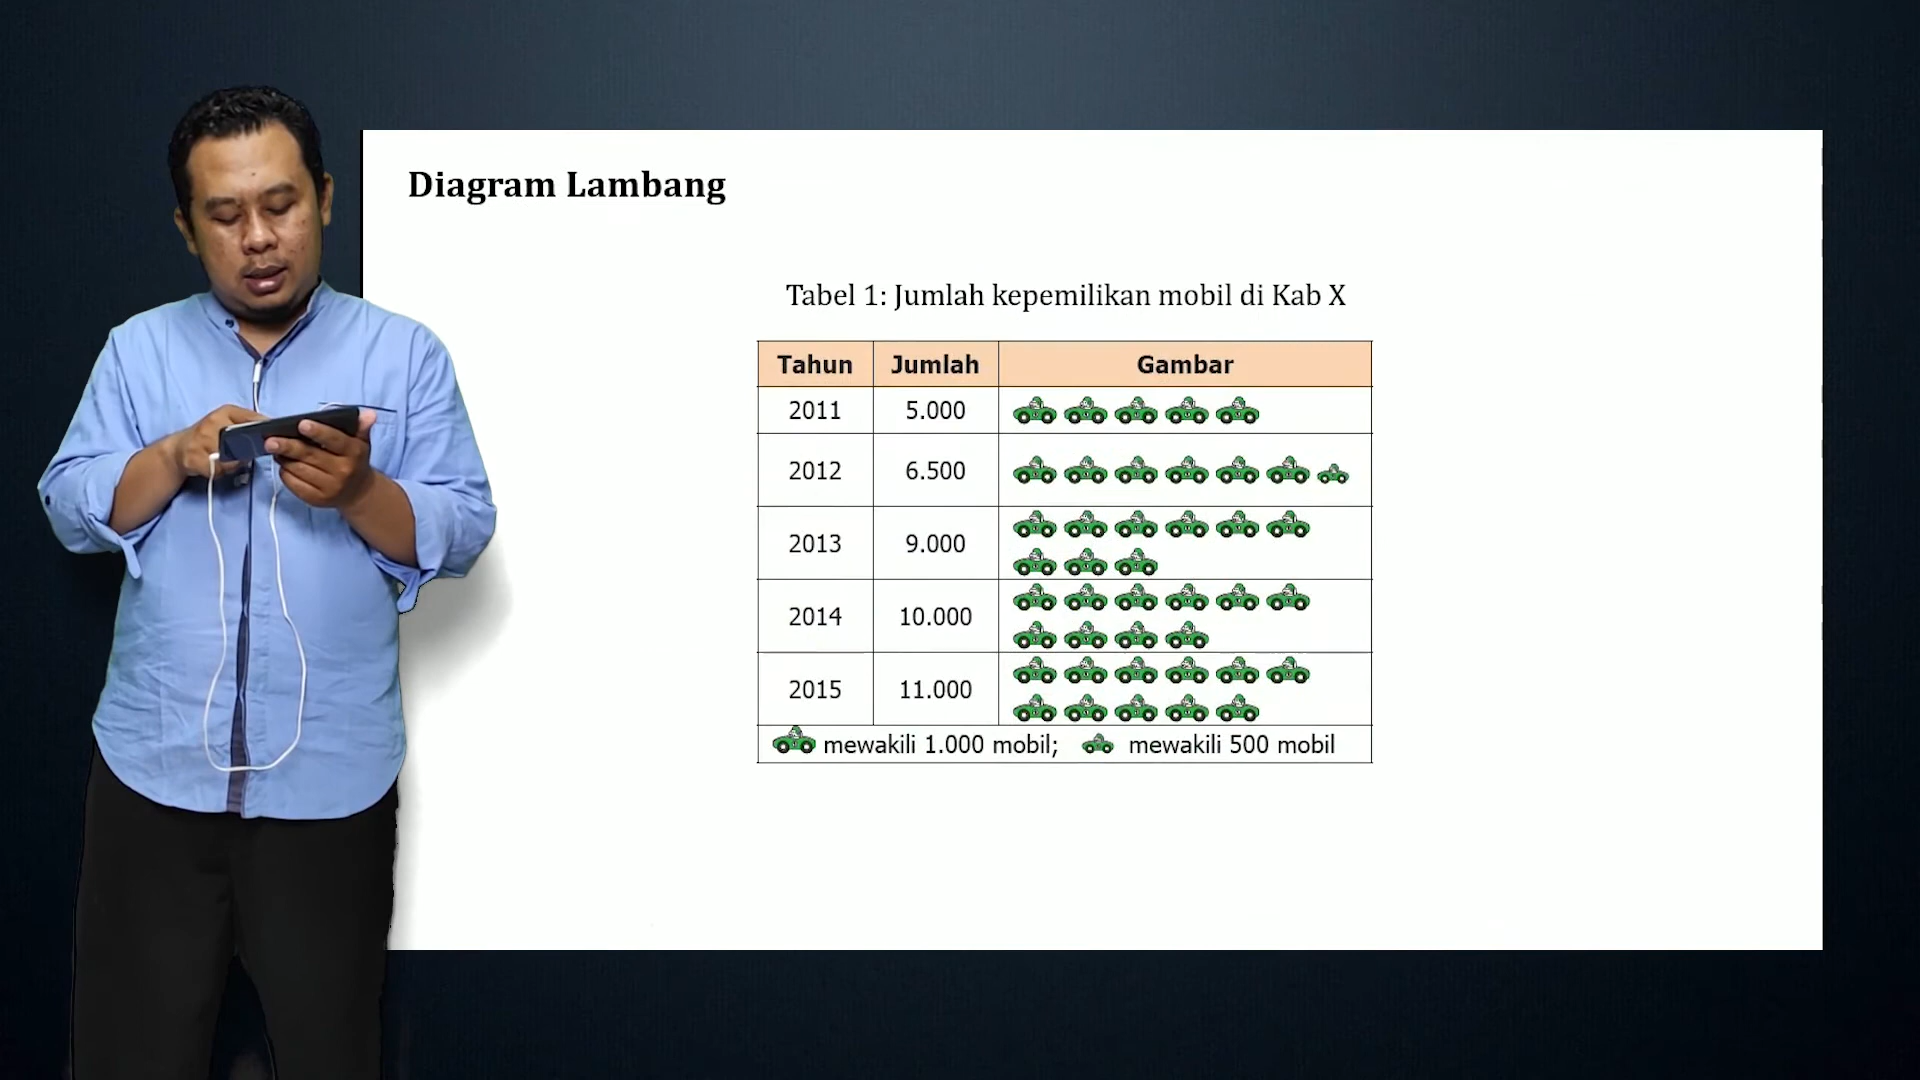 Diagram Lambang
Tabel 1: Jumlah kepemilikan mobil di Kab X
Tahun Jumlah Gambar
2011 5.000
2012 6.500
2013 9.000
2014 10.000
2015 11.000
mewakili 1.000 mobil; mewakili 500 mobil